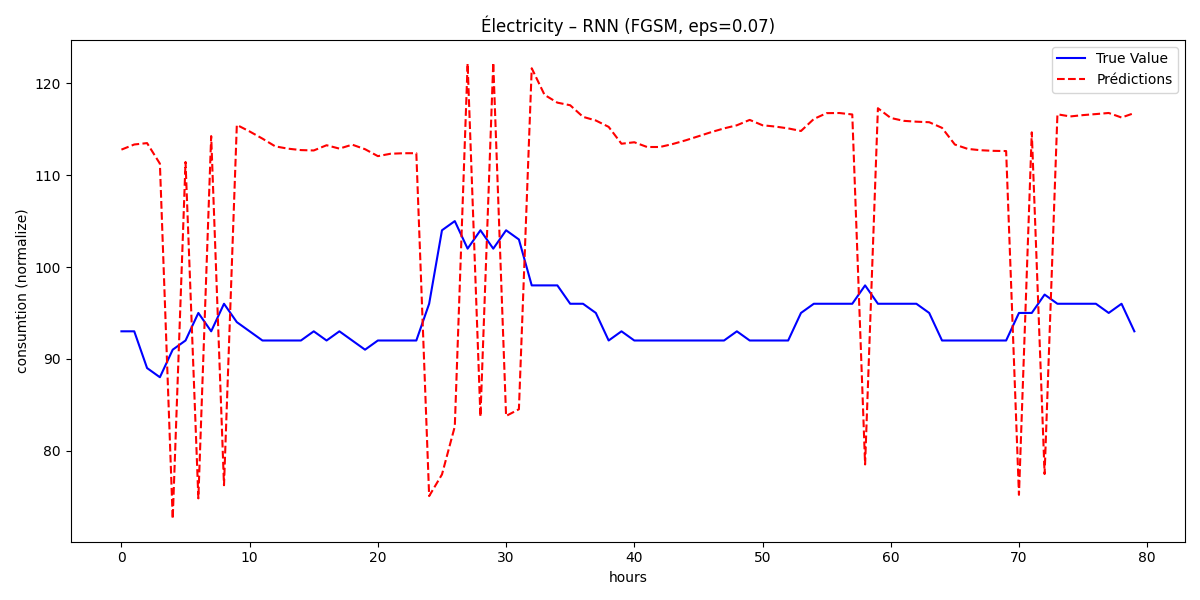 Électricity – RNN (FGSM, eps=0.07)
True Value
Prédictions
consumtion (normalize)
120
110
100
90
80
0 10 20 30 40 50 60 70 80
hours